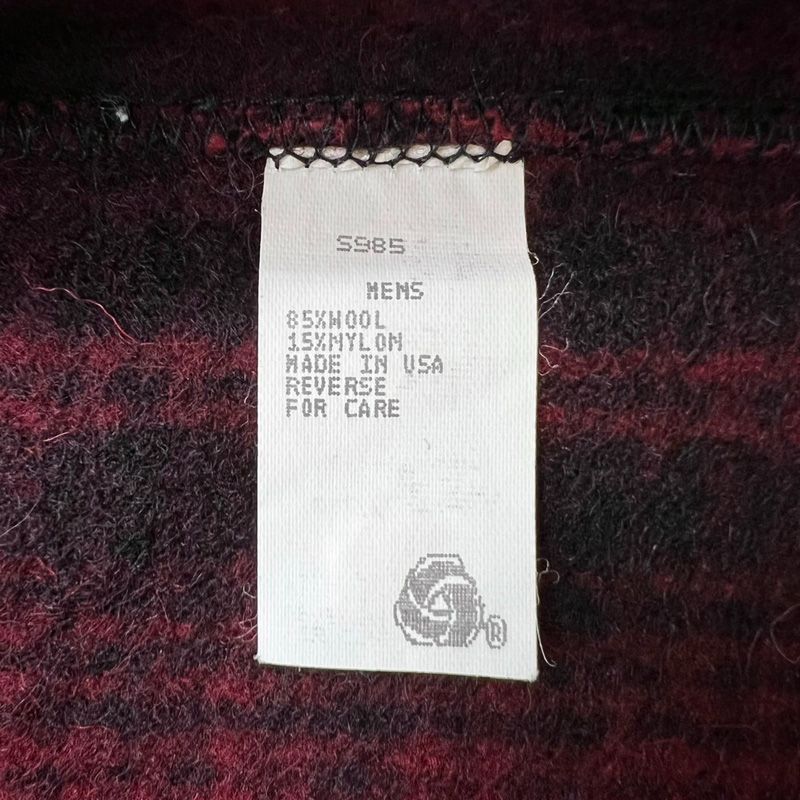 S985
MENS
85%WOOL
15%NYLON
MADE IN USA
REVERSE
FOR CARE
®